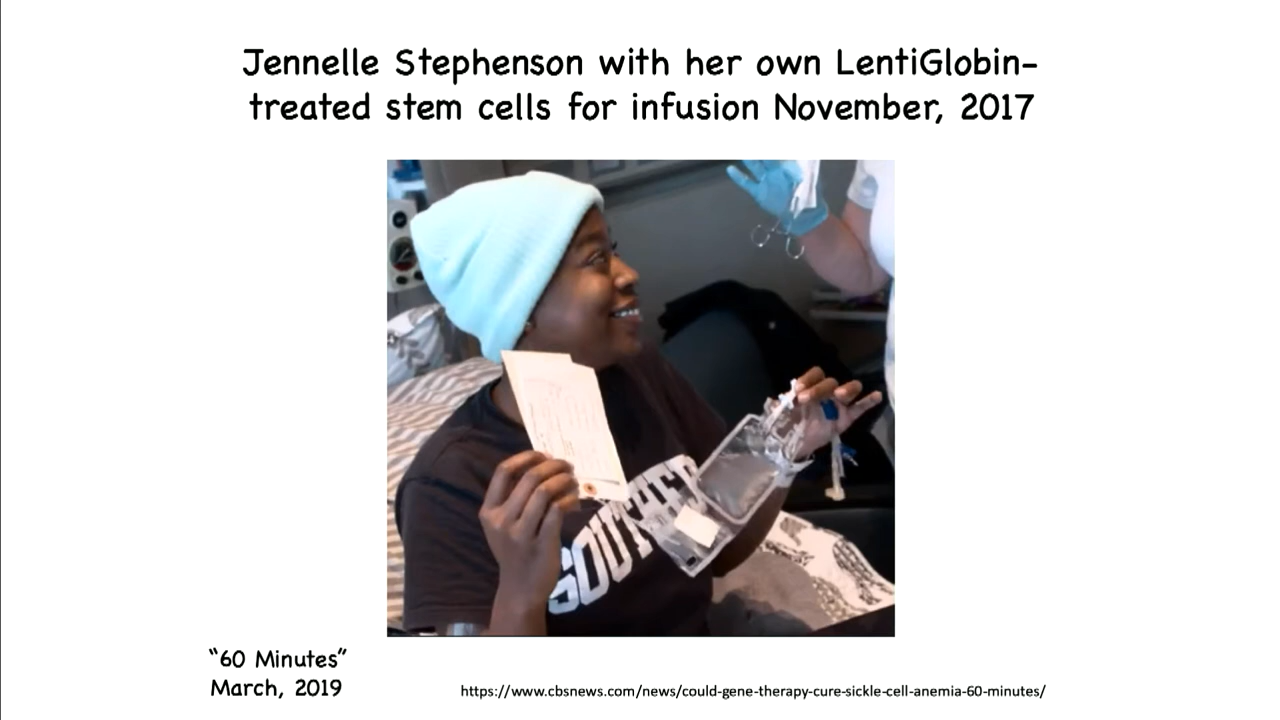 Jennelle Stephenson with her own LentiGlobin-
treated stem cells for infusion November, 2017
SOUTHER
"60 Minutes"
March, 2019
https://www.cbsnews.com/news/could-gene-therapy-cure-sickle-cell-anemia-60-minutes/